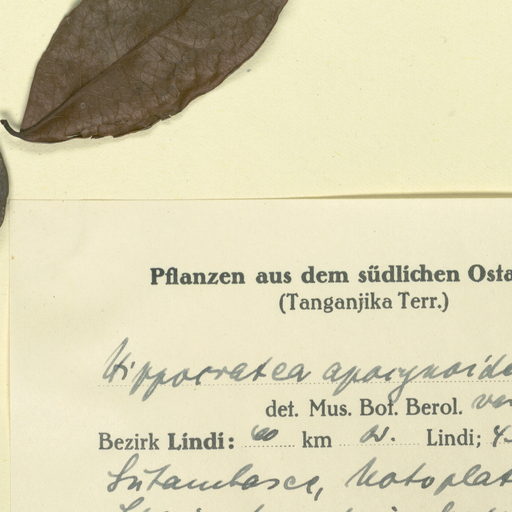 Pflanzen aus dem südlichen Osta
(Tanganjika Terr.)
Hippocratea apocynoide
det. Mus. Bot. Berol.
Bezirk Lindi: 60 km W. Lindi;